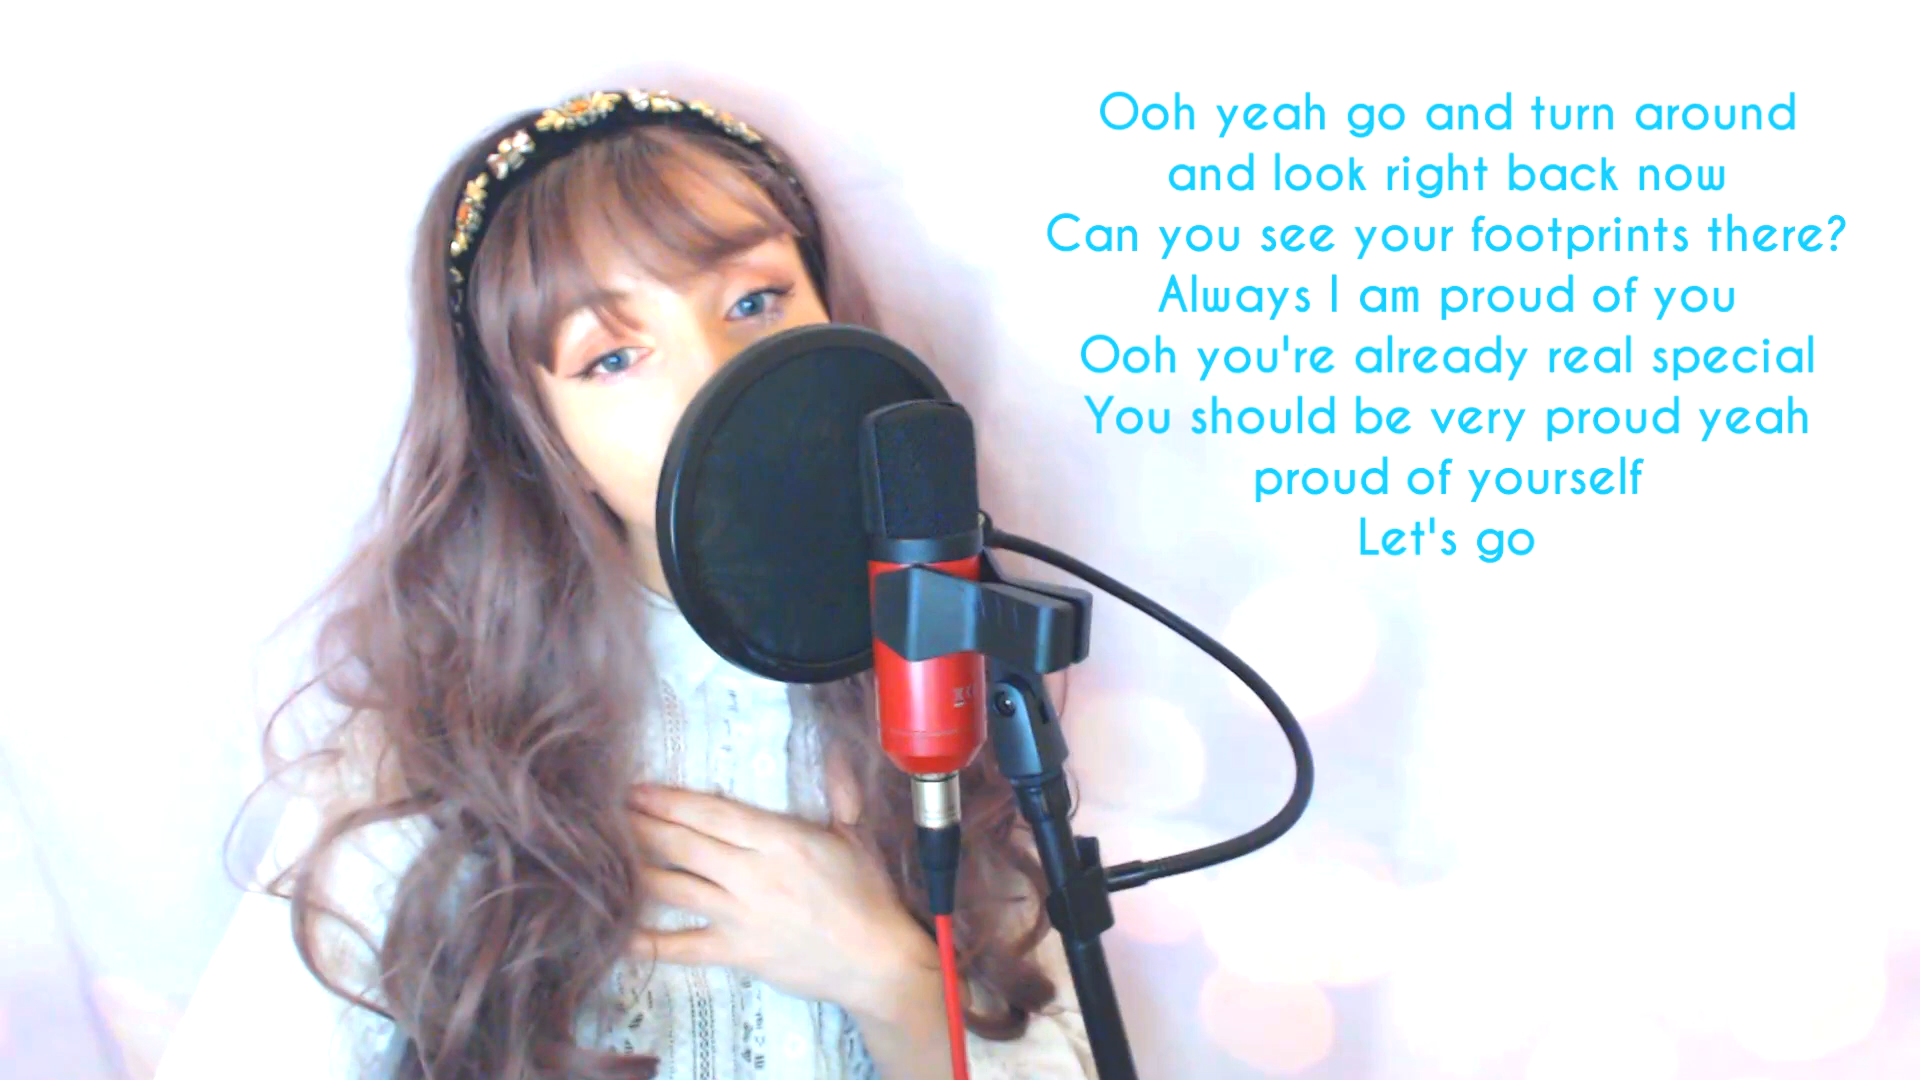 Ooh yeah go and turn around
and look right back now
Can you see your footprints there?
Always I am proud of you
Ooh you're already real special
You should be very proud yeah
proud of yourself
Let's go